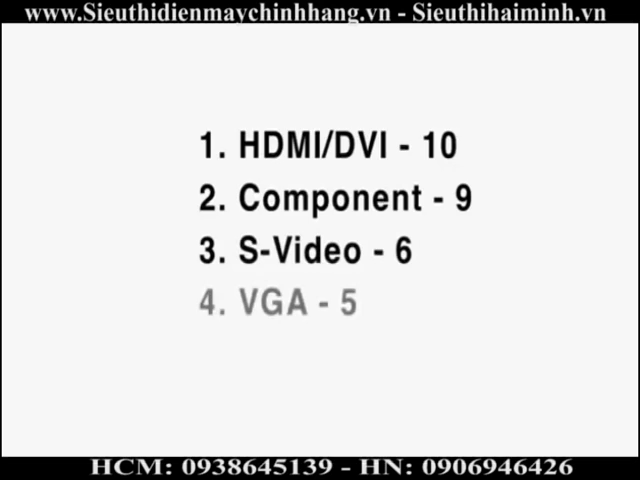 www.Sieuthidienmaychinhhang.vn - Sieuthihaiminh.vn
1. HDMI/DVI - 10
2. Component - 9
3. S-Video - 6
4. VGA - 5
HCM: 0938645139 - HN: 0906946426